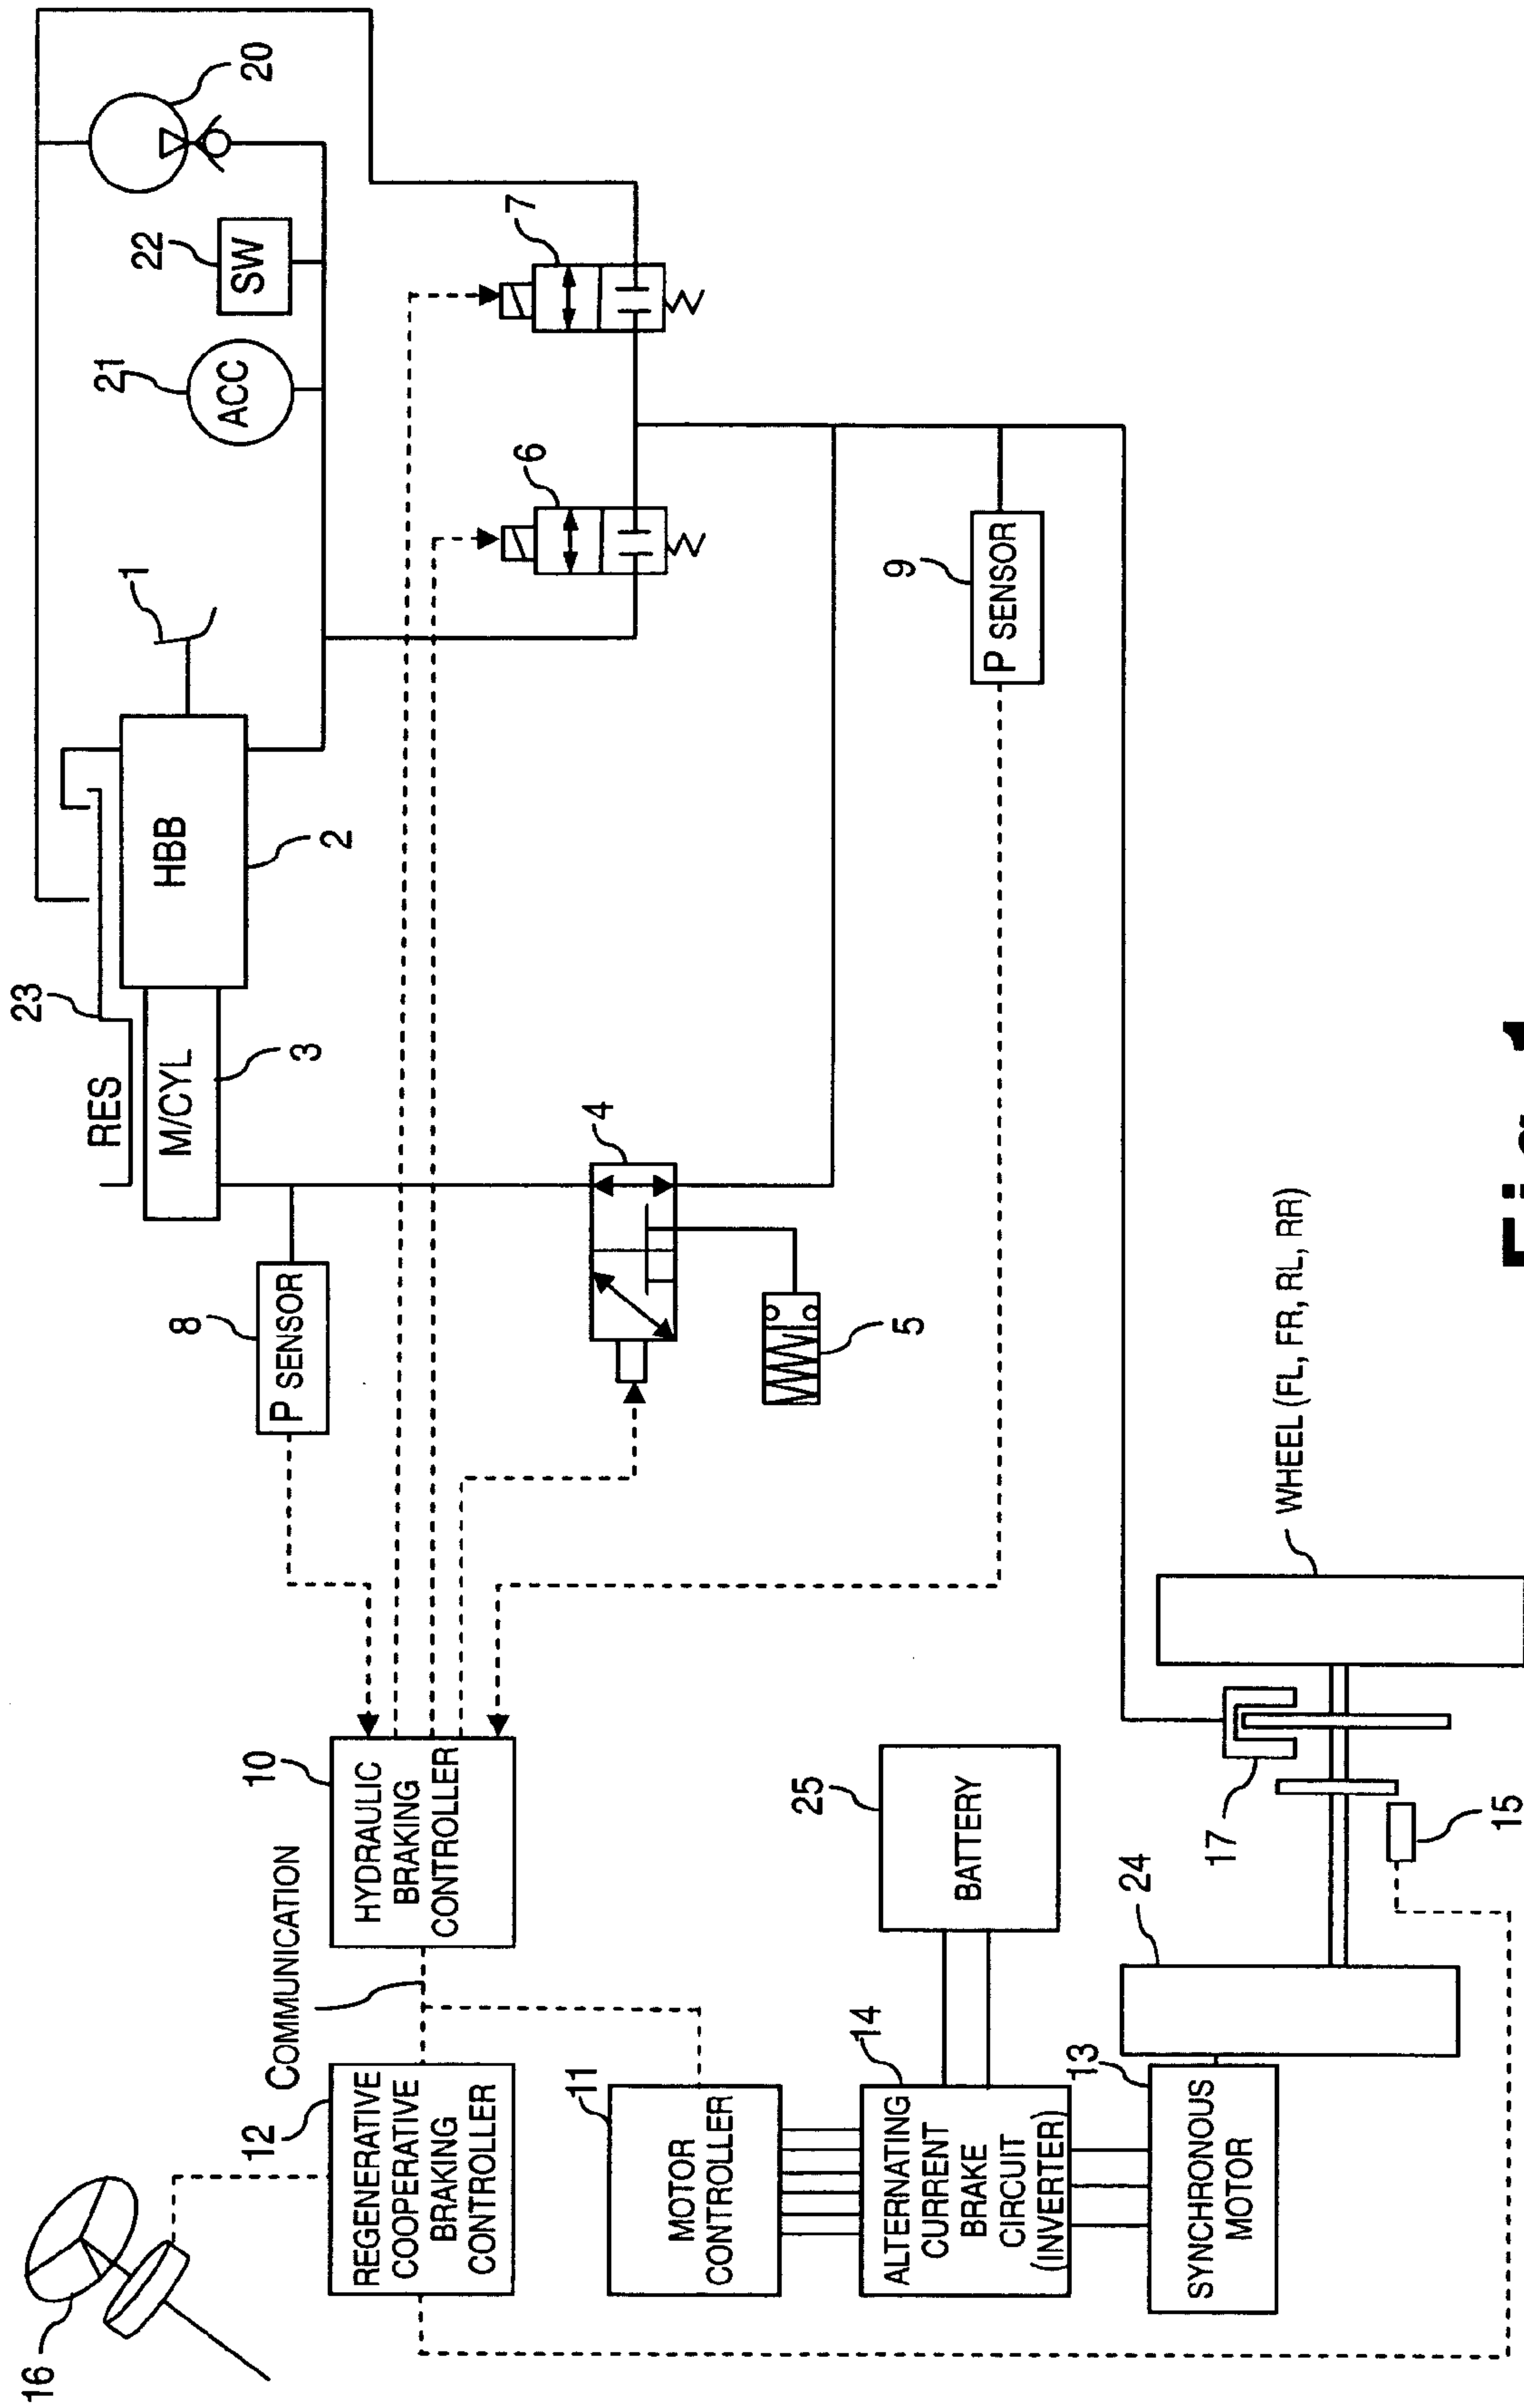 16
12
REGENERATIVE
COOPERATIVE
BRAKING
CONTROLLER
COMMUNICATION
10
HYDRAULIC
BRAKING
CONTROLLER
8
P SENSOR
RES
23
M/CYL
3
HBB
2
1
21
ACC
22
SW
20
4
5
6
7
9
P SENSOR
11
MOTOR
CONTROLLER
14
ALTERNATING
CURRENT
BRAKE
CIRCUIT
(INVERTER)
25
BATTERY
13
SYNCHRONOUS
MOTOR
24
17
15
WHEEL (FL, FR, RL, RR)